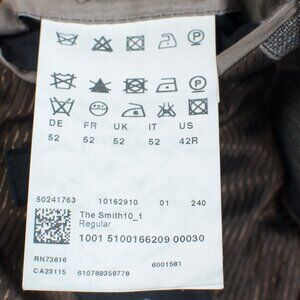 DE FR UK IT US
52 52 52 52 42R
50241763 10162910 01 240
The Smith10_1
Regular
1001 5100166209 00030
RN73616
6001581
CA23115 610769359778